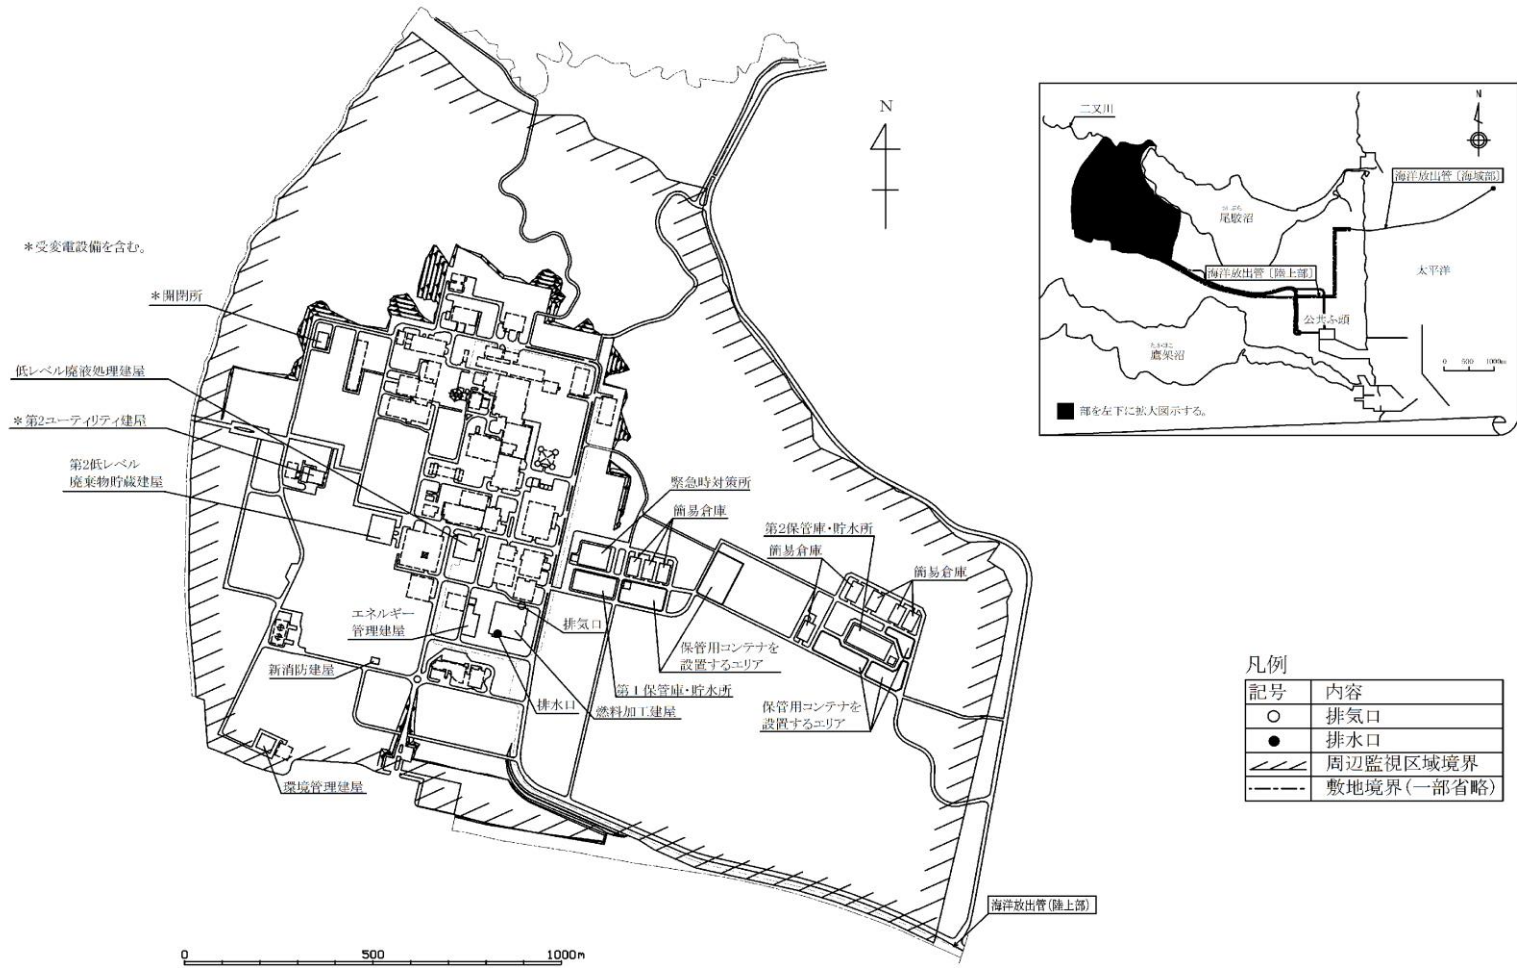 N
＊受変電設備を含む。
＊開閉所
低レベル廃液処理建屋
＊第2ユーティリティ建屋
第2低レベル
廃棄物貯蔵建屋
緊急時対策所
簡易倉庫
第2保管庫・貯水所
簡易倉庫
簡易倉庫
エネルギー
管理建屋
排気口
保管用コンテナを
設置するエリア
新消防建屋
第1保管庫・貯水所
排水口
燃料加工建屋
保管用コンテナを
設置するエリア
環境管理建屋
海洋放出管(陸上部)
0 500 1000m
二又川
N
海洋放出管〔海域部〕
尾駮沼
海洋放出管〔陸上部〕
太平洋
公共ふ頭
たかほこ
鷹架沼
0 500 1000m
部を左下に拡大図示する。
凡例
記号 内容
排気口
排水口
周辺監視区域境界
敷地境界(一部省略)